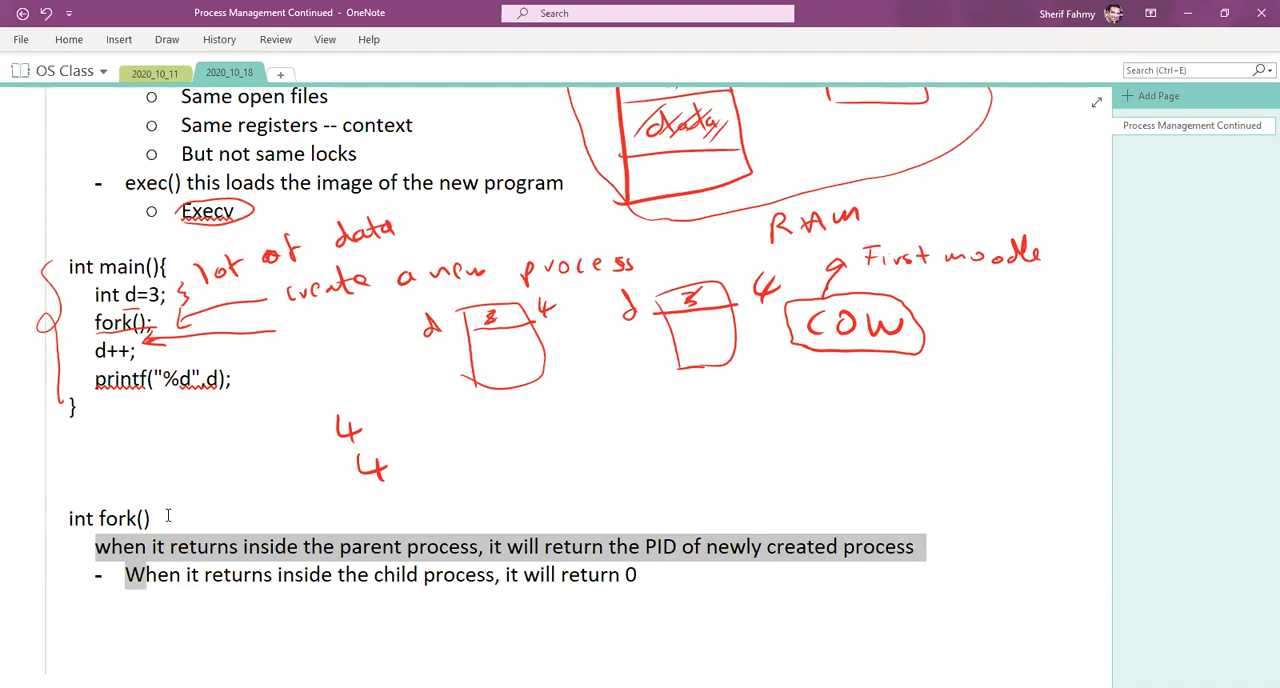 Process Management Continued - OneNote
Search
Sherif Fahmy
File Home Insert Draw History Review View Help
OS Class
2020_10_11
2020_10_18
Search (Ctrl+E)
Add Page
Process Management Continued
o Same open files
data
o Same registers -- context
o But not same locks
- exec() this loads the image of the new program
o Execv
RAM
lot of data
int main(){
create a new process
First moodle
int d=3;
d 3 4
d 3 4
COW
fork();
d++;
printf("%d",d);
}
4
4
int fork()
when it returns inside the parent process, it will return the PID of newly created process
- When it returns inside the child process, it will return 0